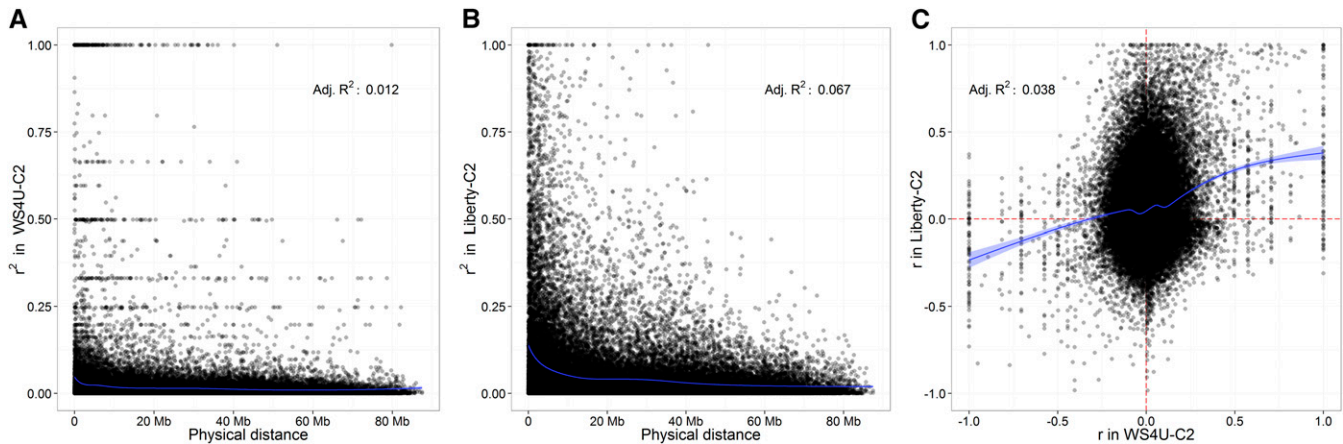 A
1.00
0.75
0.50
0.25
0.00
r² in WS4U-C2
Adj. R²: 0.012
0 Mb 20 Mb 40 Mb 60 Mb 80 Mb
Physical distance
B
1.00
0.75
0.50
0.25
0.00
r² in Liberty-C2
Adj. R²: 0.067
0 Mb 20 Mb 40 Mb 60 Mb 80 Mb
Physical distance
C
1.0
0.5
0.0
-0.5
-1.0
r in Liberty-C2
Adj. R²: 0.038
-1.0 -0.5 0.0 0.5 1.0
r in WS4U-C2